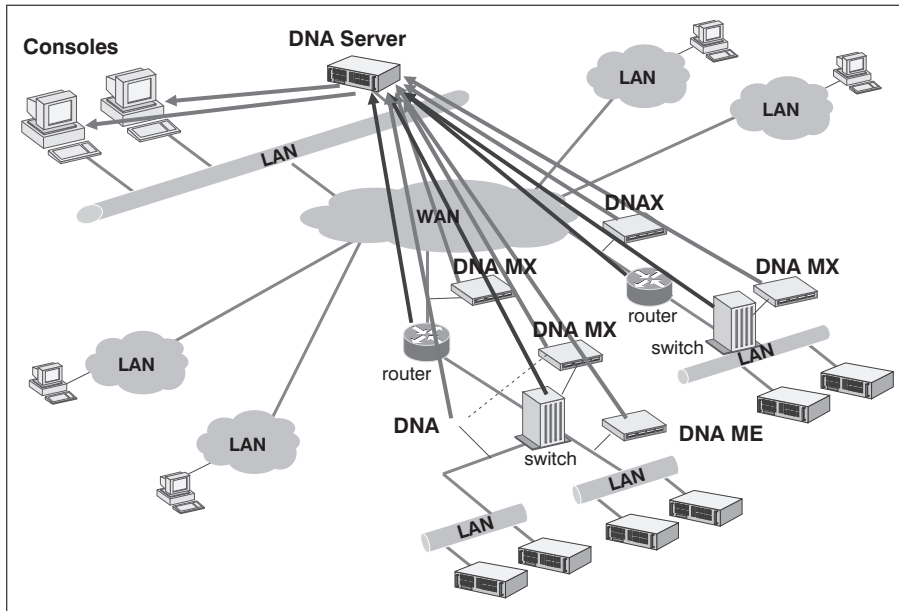 Consoles
DNA Server
LAN
LAN
LAN
WAN
DNAX
DNA MX
DNA MX
router
DNA MX
router
switch
LAN
LAN
DNA
DNA ME
LAN
switch
LAN
LAN